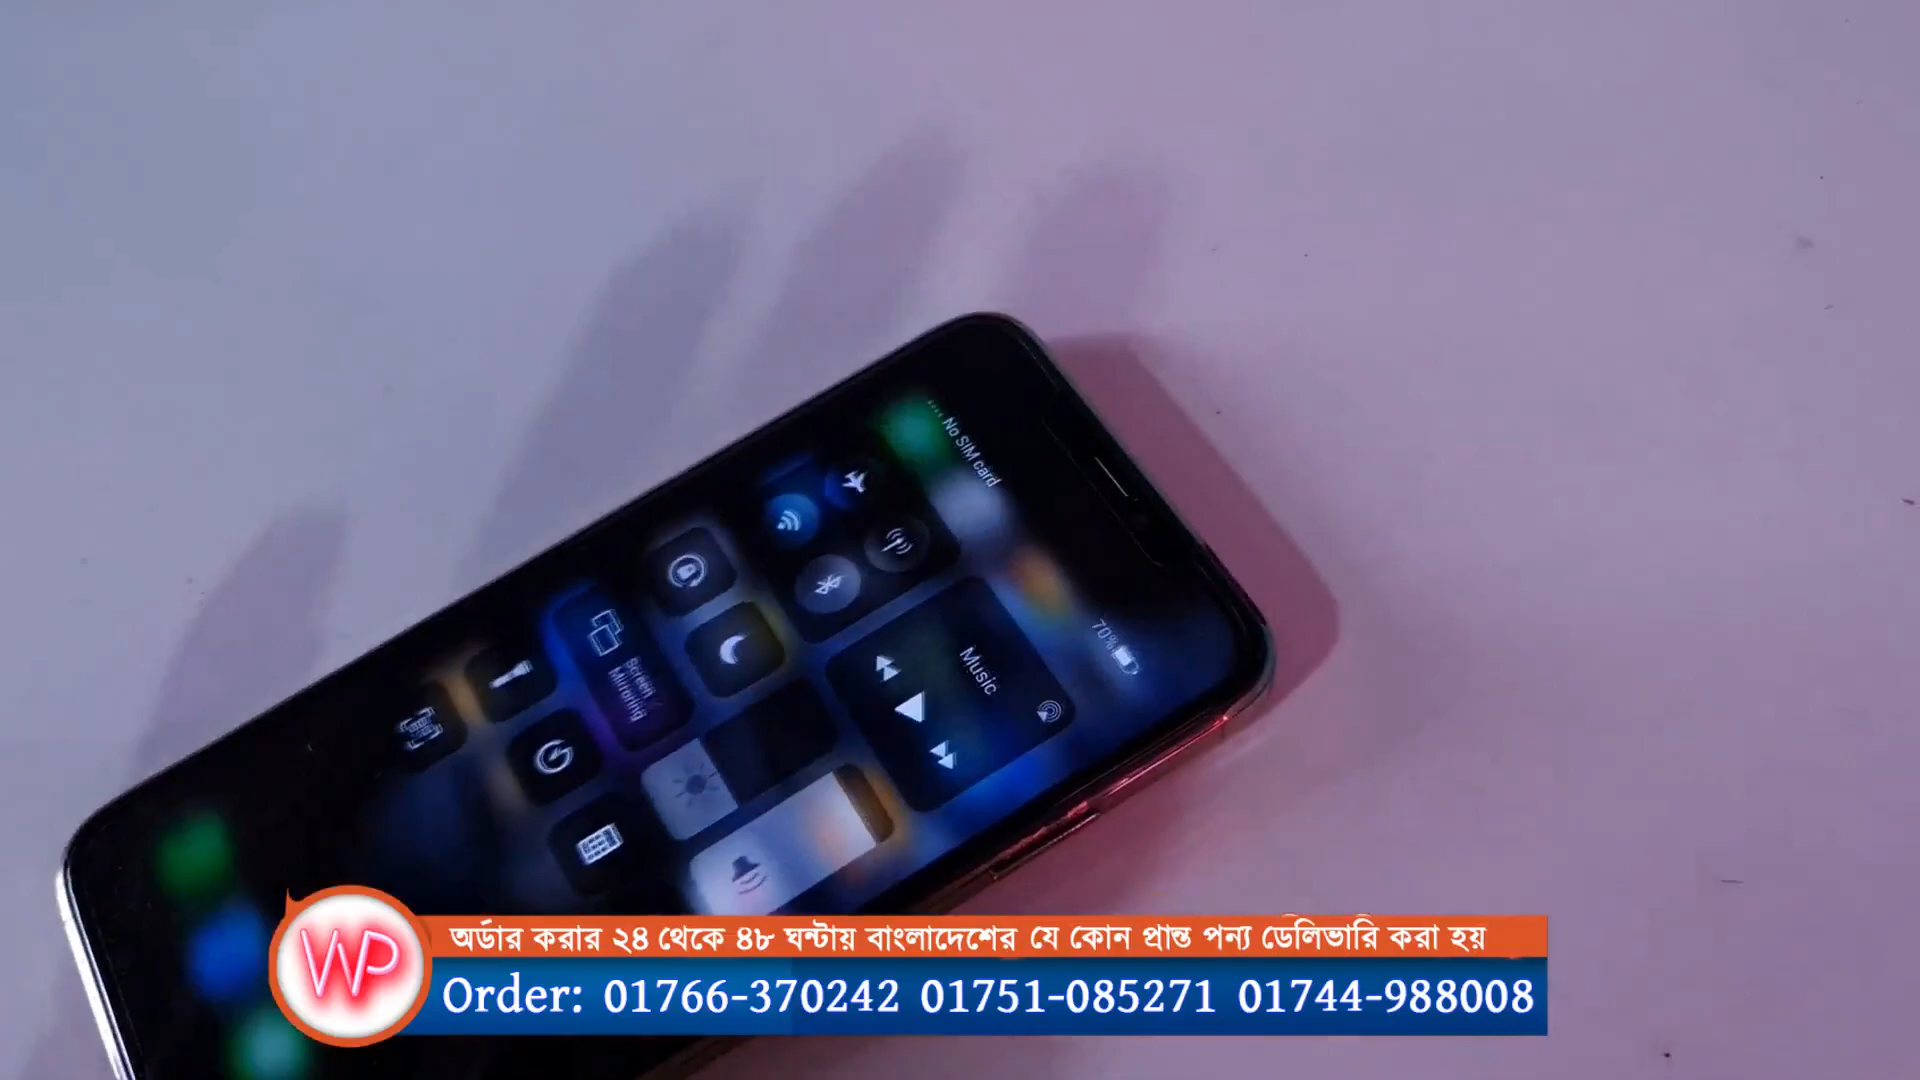 No SIM card
70%
Music
Screen
Mirroring
WP
অর্ডার করার ২৪ থেকে ৪৮ ঘন্টায় বাংলাদেশের যে কোন প্রান্ত পন্য ডেলিভারি করা হয়
Order: 01766-370242 01751-085271 01744-988008